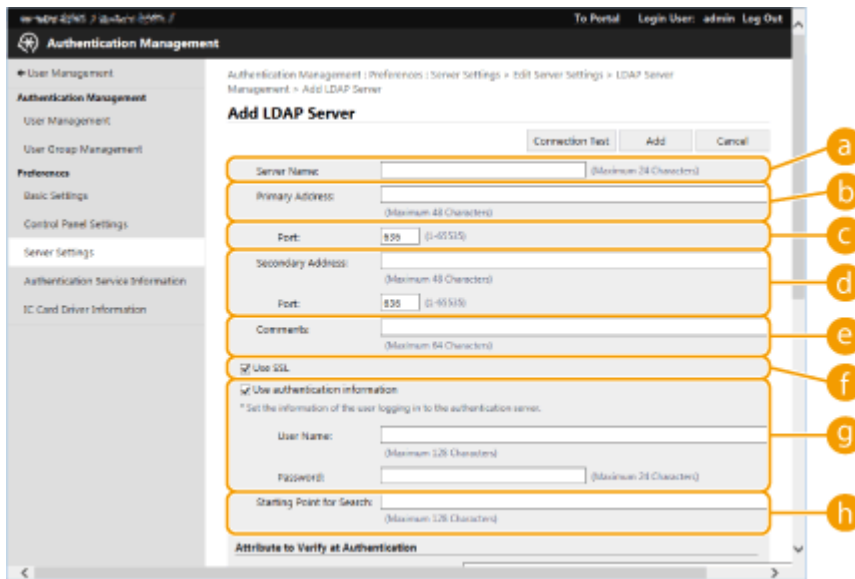 To Portal Login User: admin Log Out
Authentication Management
User Management
Authentication Management
User Management
User Group Management
Preferences
Basic Settings
Control Panel Settings
Server Settings
Authentication Service Information
IC Card Driver Information
Authentication Management : Preferences : Server Settings > Edit Server Settings > LDAP Server
Management > Add LDAP Server
Add LDAP Server
Connection Test Add Cancel
Server Name: (Maximum 24 Characters)
a
Primary Address:
(Maximum 48 Characters)
b
Port: 636 (1-65535)
c
Secondary Address:
(Maximum 48 Characters)
Port: 636 (1-65535)
d
Comments:
(Maximum 64 Characters)
e
Use SSL
f
Use authentication information
* Set the information of the user logging in to the authentication server.
User Name:
(Maximum 128 Characters)
Password: (Maximum 24 Characters)
g
Starting Point for Search:
(Maximum 128 Characters)
h
Attribute to Verify at Authentication